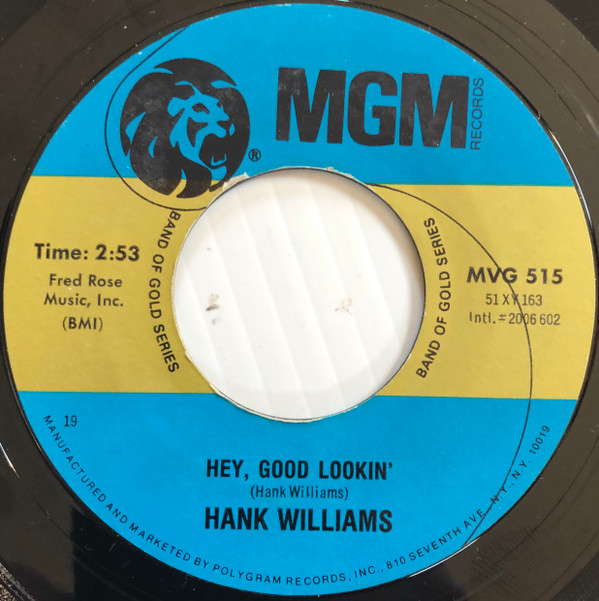 MGM
RECORDS
®
BAND OF GOLD SERIES
BAND OF GOLD SERIES
Time: 2:53
Fred Rose
Music, Inc.
(BMI)
MVG 515
51 XY 163
Intl. #2006 602
19
HEY, GOOD LOOKIN'
(Hank Williams)
HANK WILLIAMS
MANUFACTURED AND MARKETED BY POLYGRAM RECORDS, INC., 810 SEVENTH AVE., N.Y., N.Y. 10019